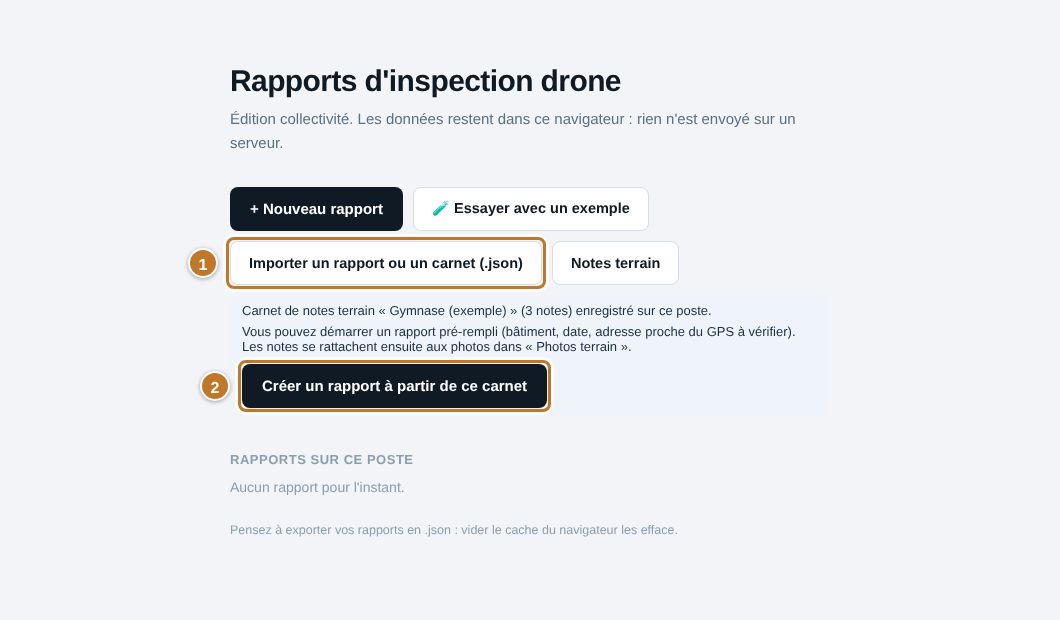 Rapports d'inspection drone
Édition collectivité. Les données restent dans ce navigateur : rien n'est envoyé sur un
serveur.
+ Nouveau rapport
🧪 Essayer avec un exemple
1
Importer un rapport ou un carnet (.json)
Notes terrain
Carnet de notes terrain « Gymnase (exemple) » (3 notes) enregistré sur ce poste.
Vous pouvez démarrer un rapport pré-rempli (bâtiment, date, adresse proche du GPS à vérifier).
Les notes se rattachent ensuite aux photos dans « Photos terrain ».
2
Créer un rapport à partir de ce carnet
RAPPORTS SUR CE POSTE
Aucun rapport pour l'instant.
Pensez à exporter vos rapports en .json : vider le cache du navigateur les efface.